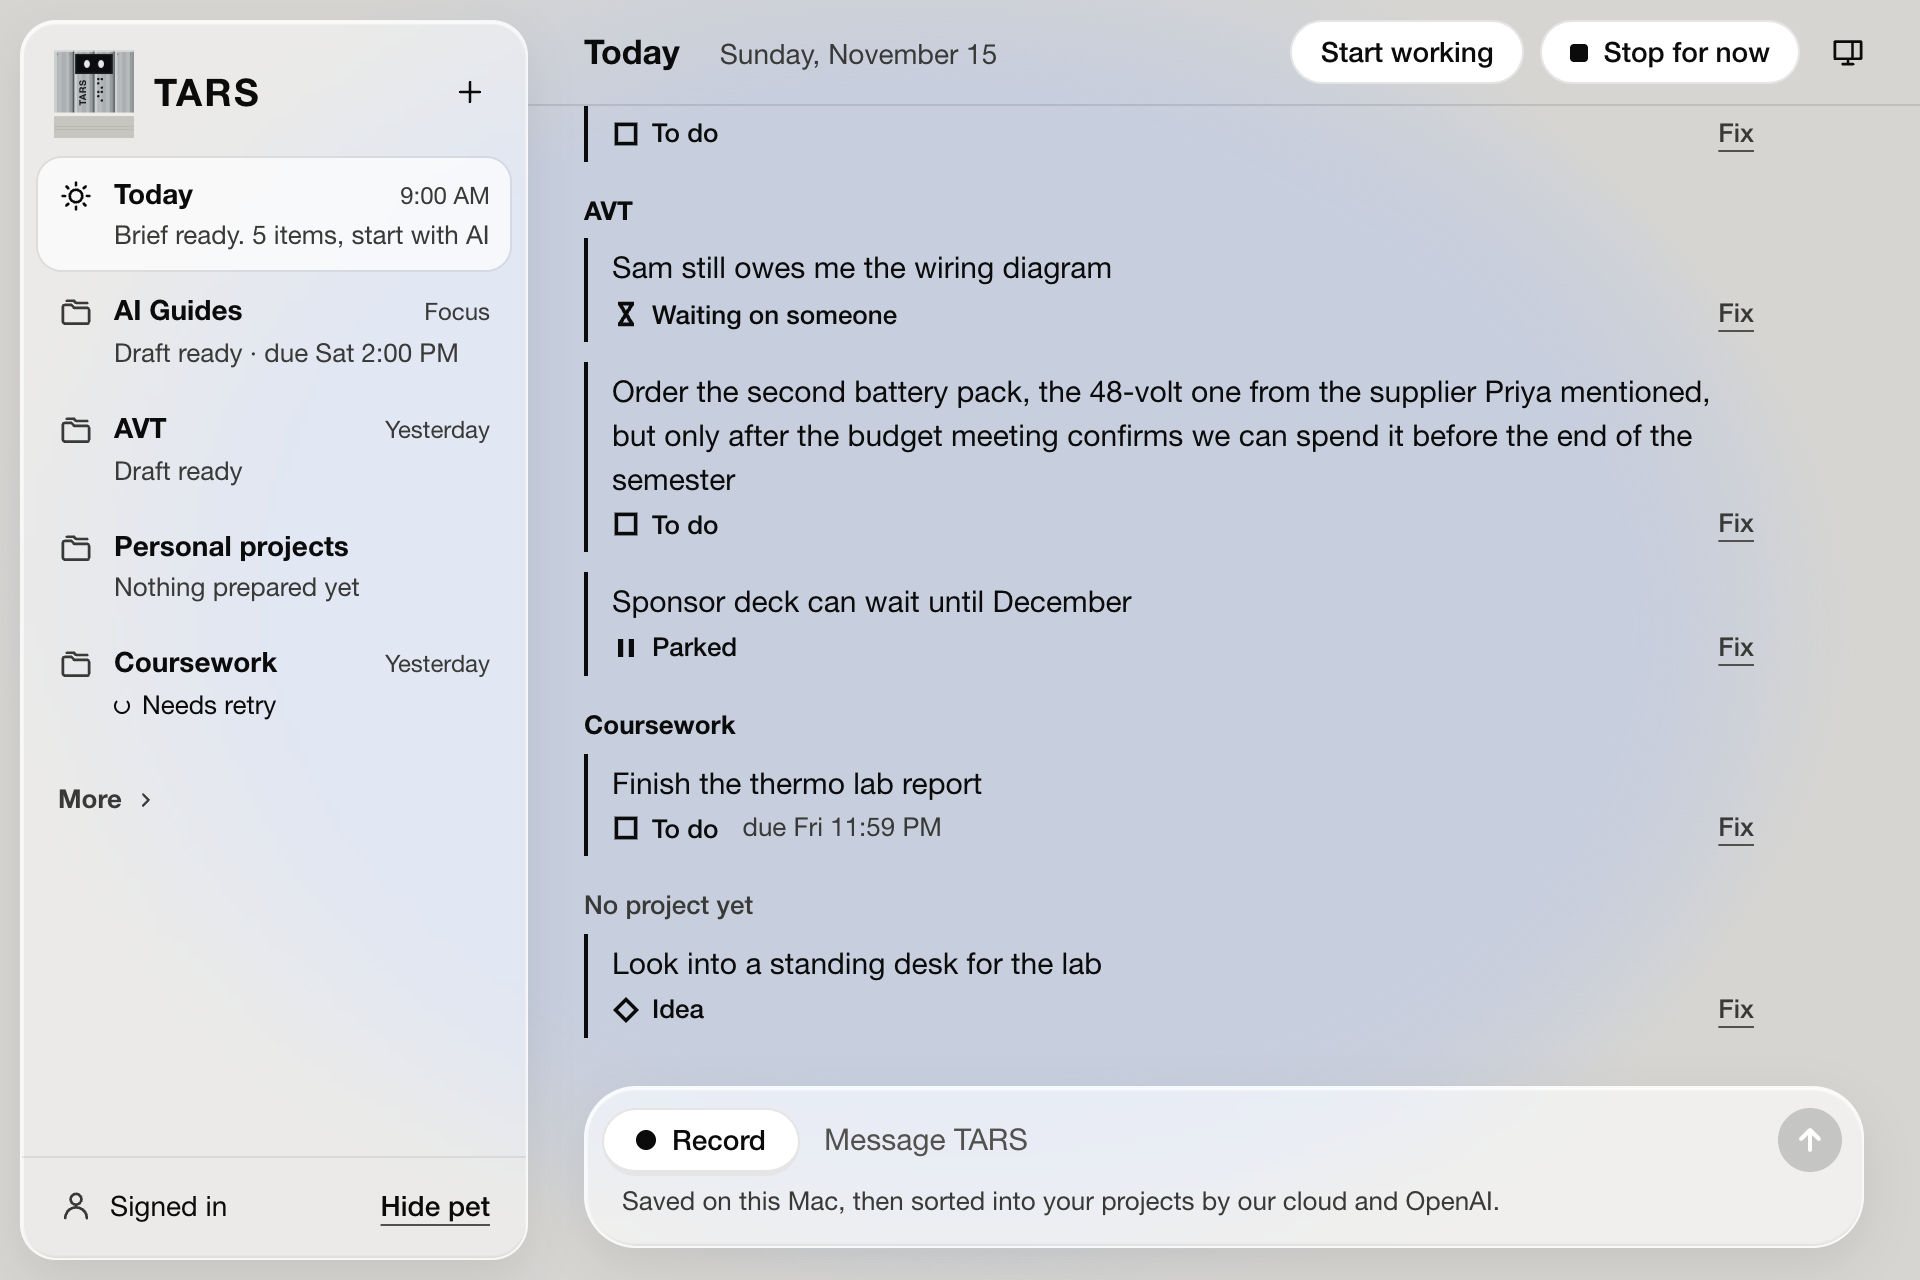 TARS
TARS
Today 9:00 AM
Brief ready. 5 items, start with AI
AI Guides Focus
Draft ready · due Sat 2:00 PM
AVT Yesterday
Draft ready
Personal projects
Nothing prepared yet
Coursework Yesterday
Needs retry
More
Signed in Hide pet
Today Sunday, November 15 Start working Stop for now
To do Fix
AVT
Sam still owes me the wiring diagram
Waiting on someone Fix
Order the second battery pack, the 48-volt one from the supplier Priya mentioned,
but only after the budget meeting confirms we can spend it before the end of the
semester
To do Fix
Sponsor deck can wait until December
Parked Fix
Coursework
Finish the thermo lab report
To do due Fri 11:59 PM Fix
No project yet
Look into a standing desk for the lab
Idea Fix
Record Message TARS
Saved on this Mac, then sorted into your projects by our cloud and OpenAI.